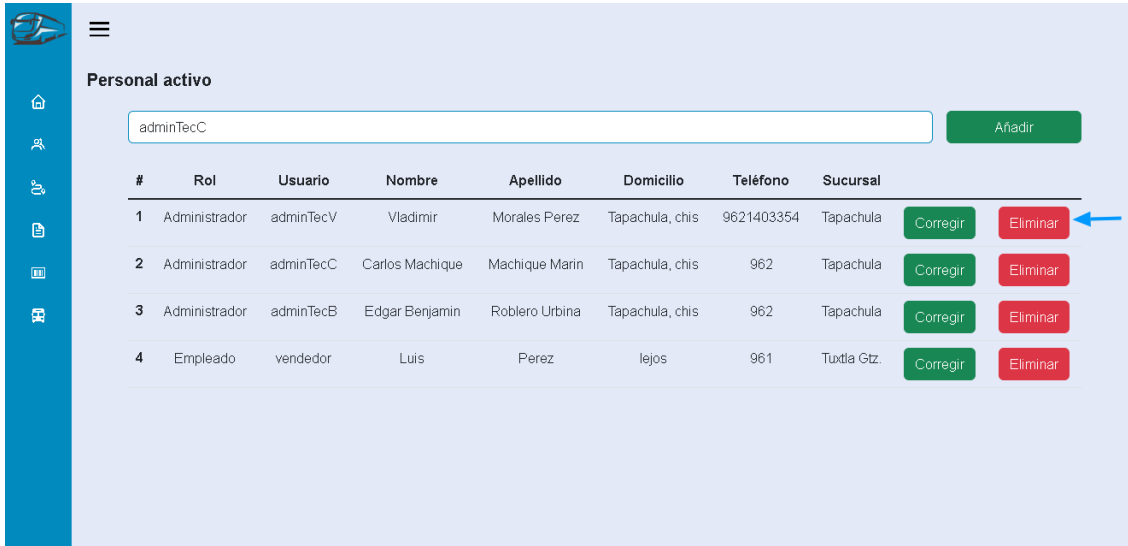 Personal activo
adminTecC Añadir
# Rol Usuario Nombre Apellido Domicilio Teléfono Sucursal
1 Administrador adminTecV Vladimir Morales Perez Tapachula, chis 9621403354 Tapachula Corregir Eliminar
2 Administrador adminTecC Carlos Machique Machique Marin Tapachula, chis 962 Tapachula Corregir Eliminar
3 Administrador adminTecB Edgar Benjamin Roblero Urbina Tapachula, chis 962 Tapachula Corregir Eliminar
4 Empleado vendedor Luis Perez lejos 961 Tuxtla Gtz. Corregir Eliminar